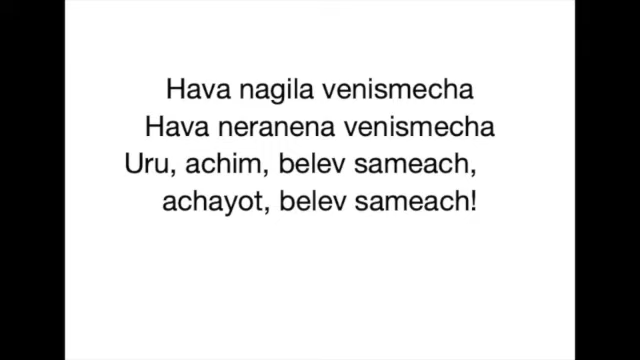 Hava nagila venismecha
Hava neranena venismecha
Uru, achim, belev sameach,
achayot, belev sameach!